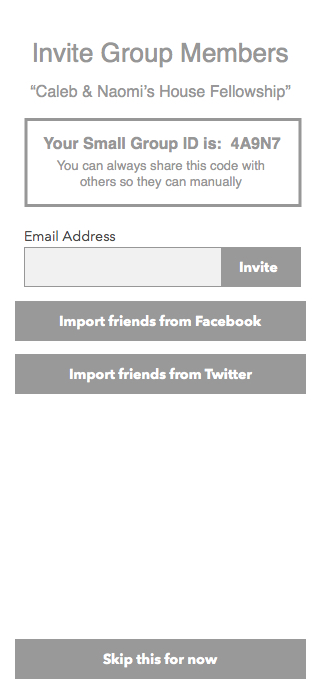 Invite Group Members
“Caleb & Naomi’s House Fellowship”
Your Small Group ID is: 4A9N7
You can always share this code with
others so they can manually
Email Address
Invite
Import friends from Facebook
Import friends from Twitter
Skip this for now